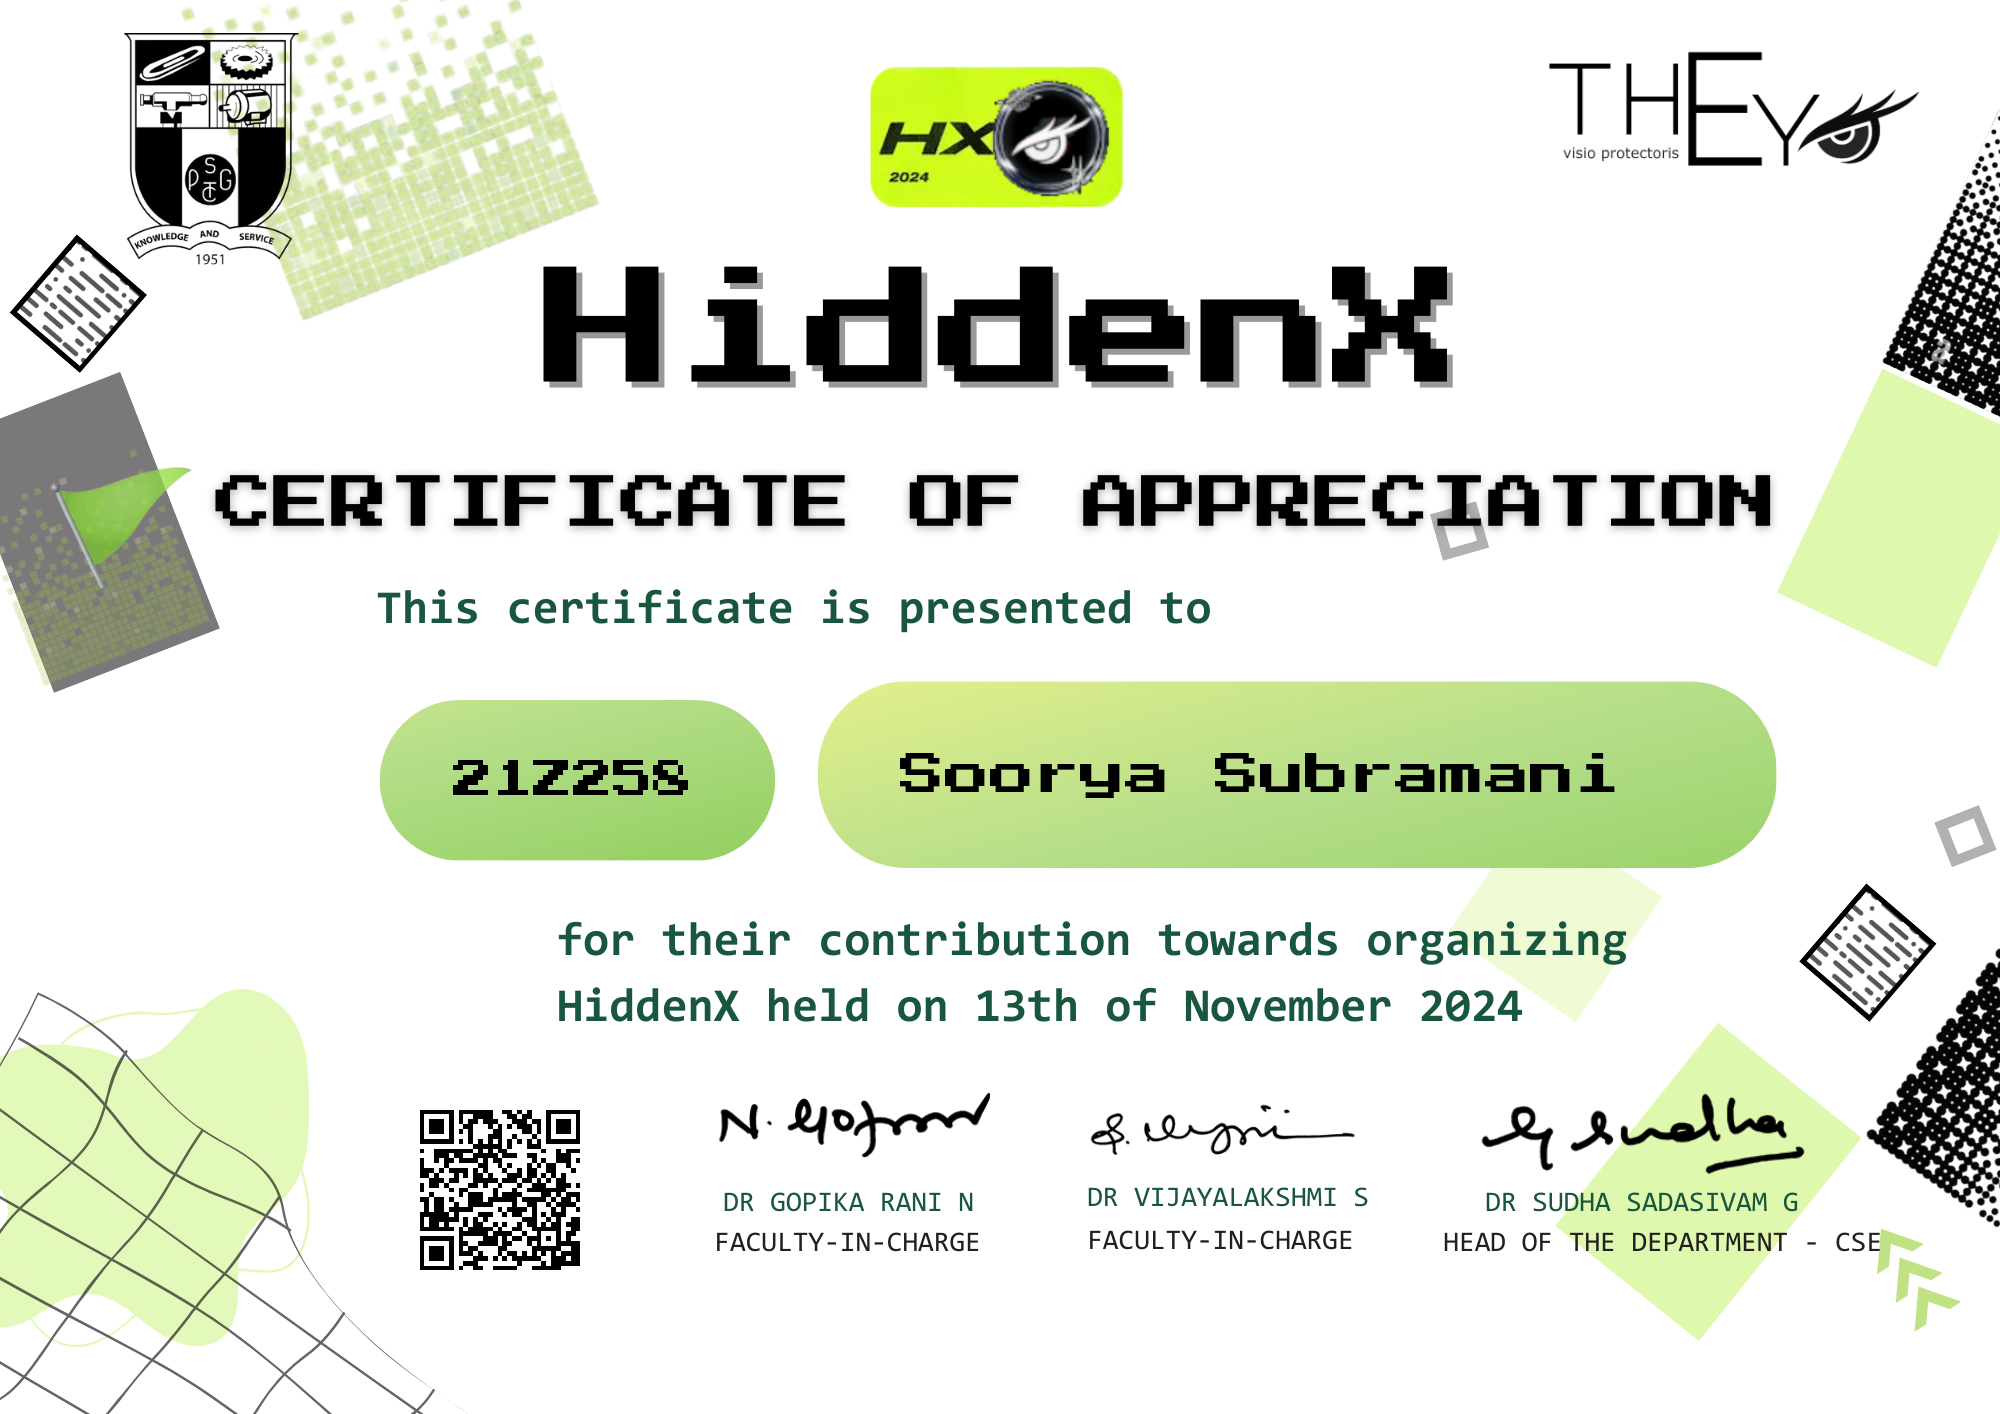 THEY
visio protectoris
HX
2024
S
P G
T
C
KNOWLEDGE AND SERVICE
1951
HiddenX
CERTIFICATE OF APPRECIATION
This certificate is presented to
21Z258
Soorya Subramani
for their contribution towards organizing
HiddenX held on 13th of November 2024
DR GOPIKA RANI N
FACULTY-IN-CHARGE
DR VIJAYALAKSHMI S
FACULTY-IN-CHARGE
G Sudha
DR SUDHA SADASIVAM G
HEAD OF THE DEPARTMENT - CSE